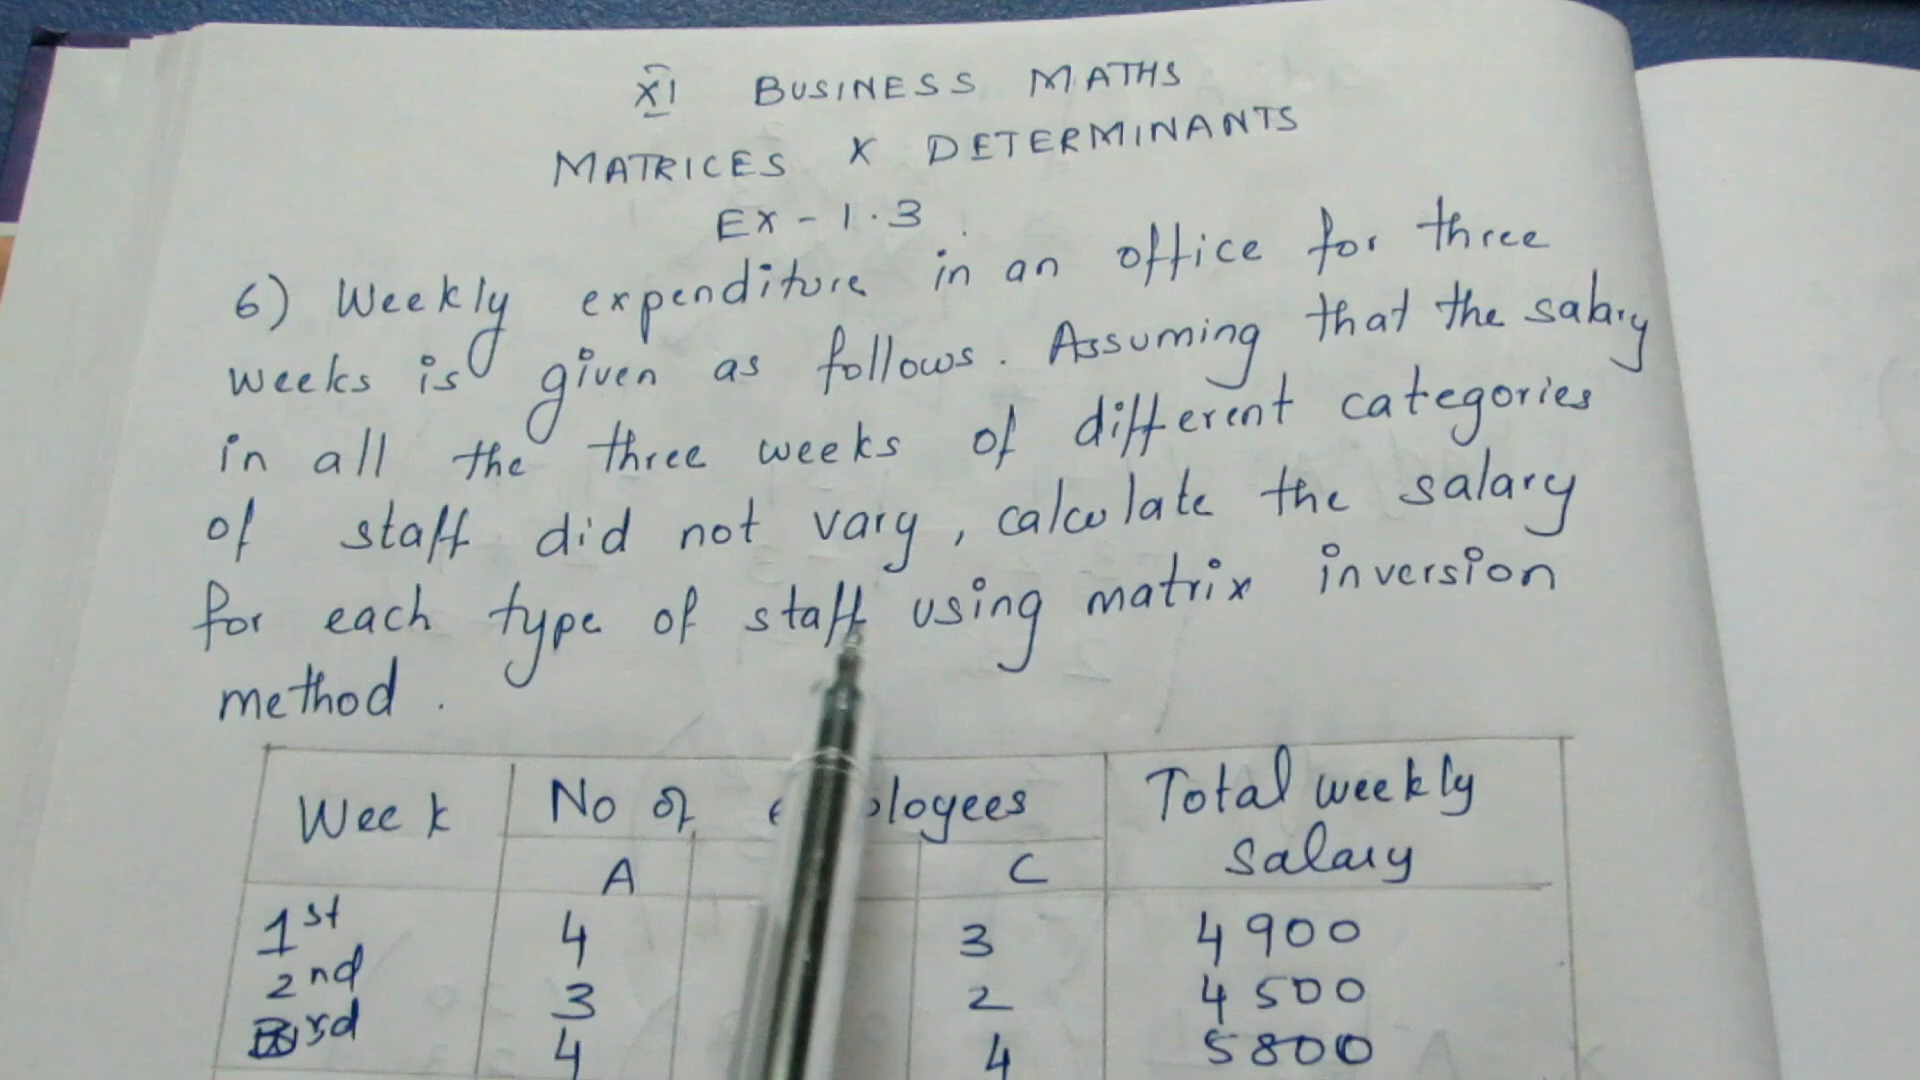 XI BUSINESS MATHS
MATRICES X DETERMINANTS
EX - 1.3
6) Weekly expenditure in an office for three
weeks is given as follows. Assuming that the salary
in all the three weeks of different categories
of staff did not vary, calculate the salary
for each type of staff using matrix inversion
method.
Week No of Total weekly
salary
A C
1st 4 3 4900
2nd 3 2 4500
3rd 4 4 5800